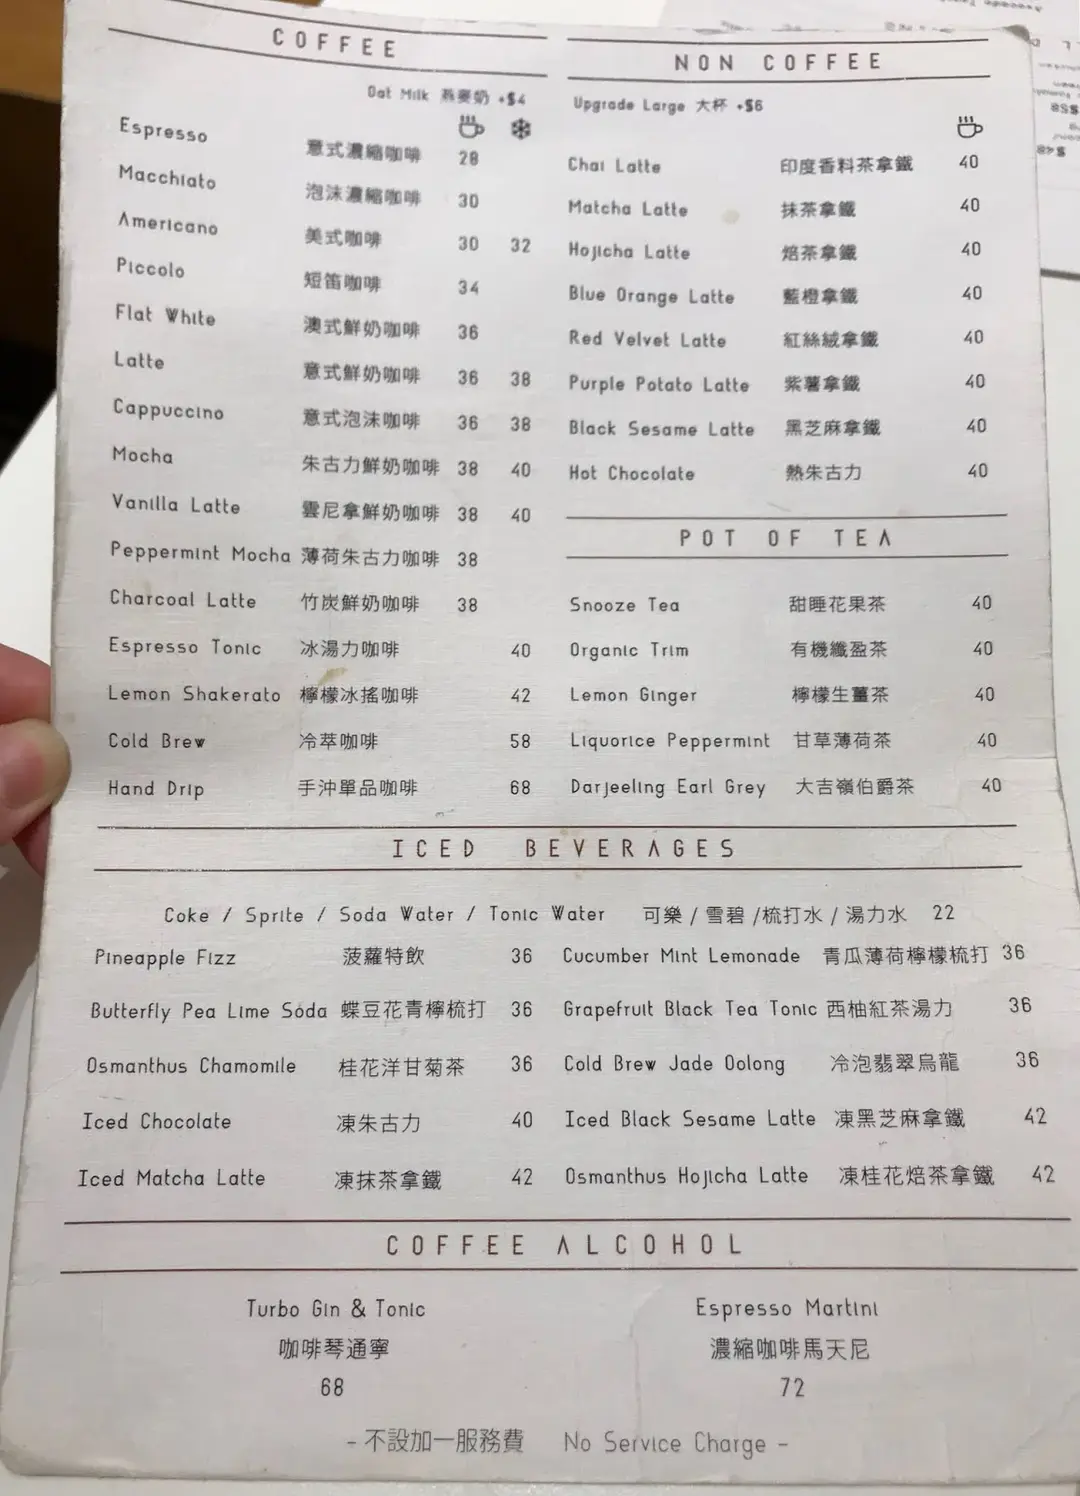 COFFEE
Oat Milk 燕麥奶 +$4
Espresso 意式濃縮咖啡 28
Macchiato 泡沫濃縮咖啡 30
Americano 美式咖啡 30 32
Piccolo 短笛咖啡 34
Flat White 澳式鮮奶咖啡 36
Latte 意式鮮奶咖啡 36 38
Cappuccino 意式泡沫咖啡 36 38
Mocha 朱古力鮮奶咖啡 38 40
Vanilla Latte 雲尼拿鮮奶咖啡 38 40
Peppermint Mocha 薄荷朱古力咖啡 38
Charcoal Latte 竹炭鮮奶咖啡 38
Espresso Tonic 冰湯力咖啡 40
Lemon Shakerato 檸檬冰搖咖啡 42
Cold Brew 冷萃咖啡 58
Hand Drip 手沖單品咖啡 68
NON COFFEE
Upgrade Large 大杯 +$6
Chai Latte 印度香料茶拿鐵 40
Matcha Latte 抹茶拿鐵 40
Hojicha Latte 焙茶拿鐵 40
Blue Orange Latte 藍橙拿鐵 40
Red Velvet Latte 紅絲絨拿鐵 40
Purple Potato Latte 紫薯拿鐵 40
Black Sesame Latte 黑芝麻拿鐵 40
Hot Chocolate 熱朱古力 40
POT OF TEA
Snooze Tea 甜睡花果茶 40
Organic Trim 有機纖盈茶 40
Lemon Ginger 檸檬生薑茶 40
Liquorice Peppermint 甘草薄荷茶 40
Darjeeling Earl Grey 大吉嶺伯爵茶 40
ICED BEVERAGES
Coke / Sprite / Soda Water / Tonic Water 可樂 / 雪碧 /梳打水 / 湯力水 22
Pineapple Fizz 菠蘿特飲 36 Cucumber Mint Lemonade 青瓜薄荷檸檬梳打 36
Butterfly Pea Lime Soda 蝶豆花青檸梳打 36 Grapefruit Black Tea Tonic 西柚紅茶湯力 36
Osmanthus Chamomile 桂花洋甘菊茶 36 Cold Brew Jade Oolong 冷泡翡翠烏龍 36
Iced Chocolate 凍朱古力 40 Iced Black Sesame Latte 凍黑芝麻拿鐵 42
Iced Matcha Latte 凍抹茶拿鐵 42 Osmanthus Hojicha Latte 凍桂花焙茶拿鐵 42
COFFEE ALCOHOL
Turbo Gin & Tonic
咖啡琴通寧
68
Espresso Martini
濃縮咖啡馬天尼
72
- 不設加一服務費 No Service Charge -
$58
$48